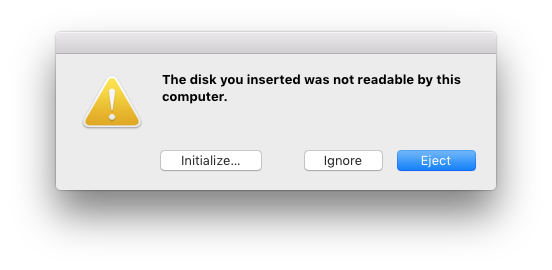 The disk you inserted was not readable by this
computer.
Initialize...
Ignore
Eject